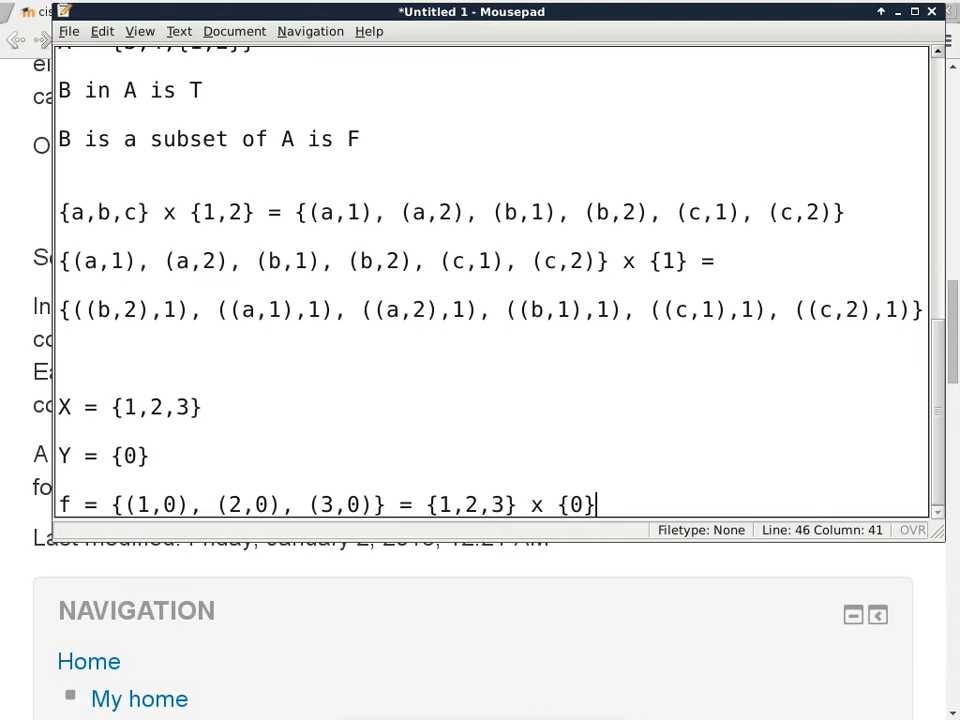 cis
*Untitled 1 - Mousepad
File Edit View Text Document Navigation Help
B in A is T
B is a subset of A is F
{a,b,c} x {1,2} = {(a,1), (a,2), (b,1), (b,2), (c,1), (c,2)}
{(a,1), (a,2), (b,1), (b,2), (c,1), (c,2)} x {1} =
{((b,2),1), ((a,1),1), ((a,2),1), ((b,1),1), ((c,1),1), ((c,2),1)}
X = {1,2,3}
Y = {0}
f = {(1,0), (2,0), (3,0)} = {1,2,3} x {0}
Filetype: None Line: 46 Column: 41 OVR
NAVIGATION
Home
My home